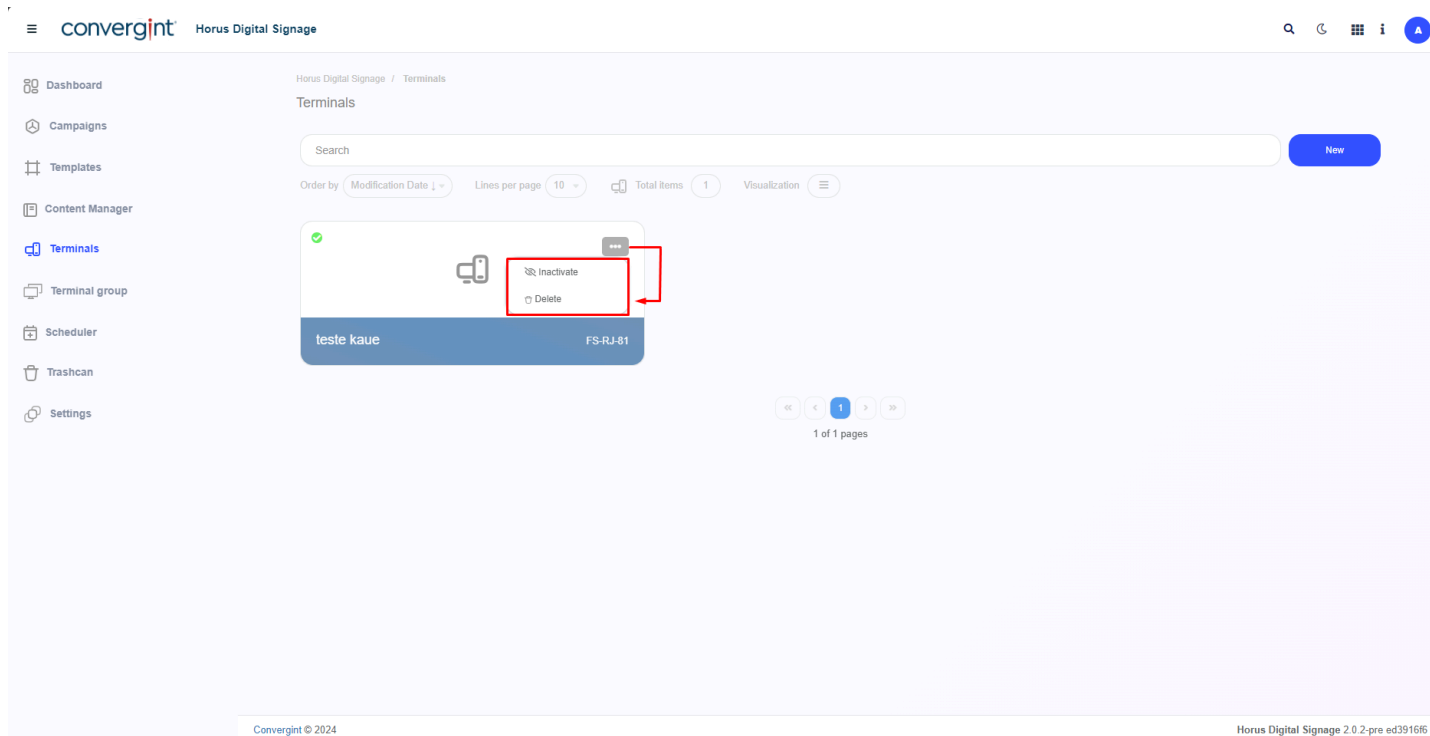 convergint Horus Digital Signage
A
Dashboard
Campaigns
Templates
Content Manager
Terminals
Terminal group
Scheduler
Trashcan
Settings
Horus Digital Signage / Terminals
Terminals
Search
New
Order by Modification Date ↓ Lines per page 10 Total items 1 Visualization
Inactivate
Delete
teste kaue FS-RJ-81
« ‹ 1 › »
1 of 1 pages
Convergint © 2024 Horus Digital Signage 2.0.2-pre ed3916f6